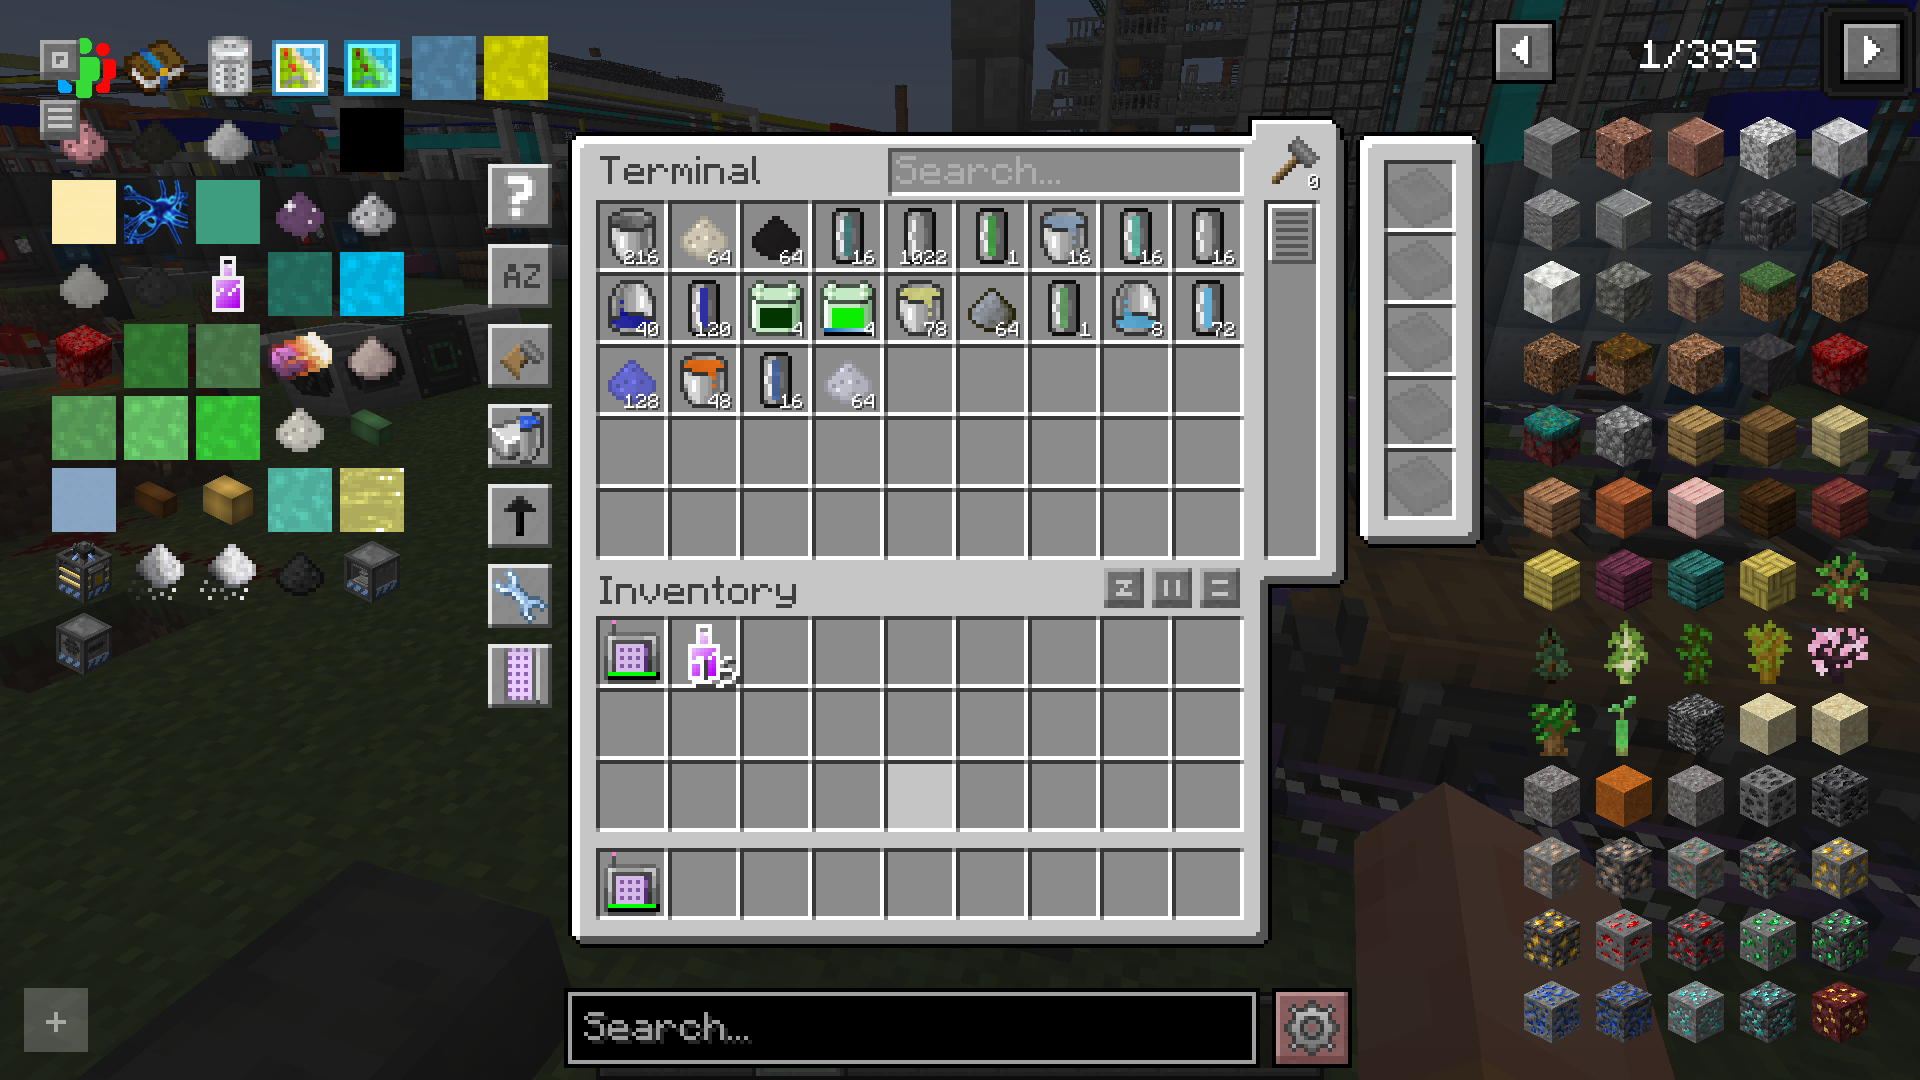 1/395
Terminal
Search...
0
?
216 64 64 16 1022 1 16 16 16
AZ
40 120 4 4 78 64 1 8 72
128 48 16 64
Inventory
+
Search...